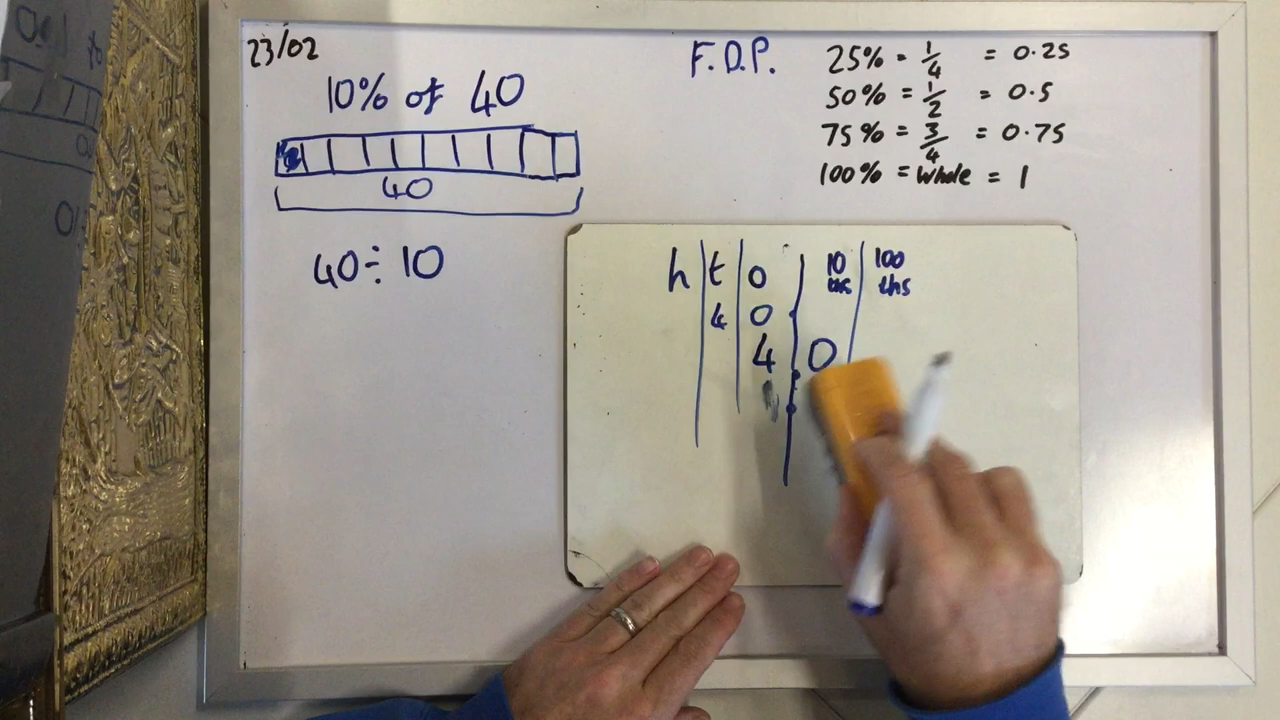 23/02
10% of 40
40
40÷10
F.D.P.
25% = 1/4 = 0.25
50% = 1/2 = 0.5
75% = 3/4 = 0.75
100% = whole = 1
h t o 10 ths 100 ths
4 0 .
4 . 0